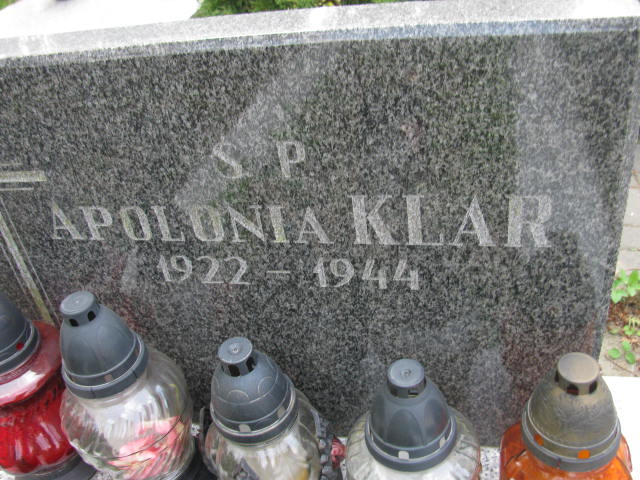 Ś P
APOLONIA KLAR
1922 - 1944